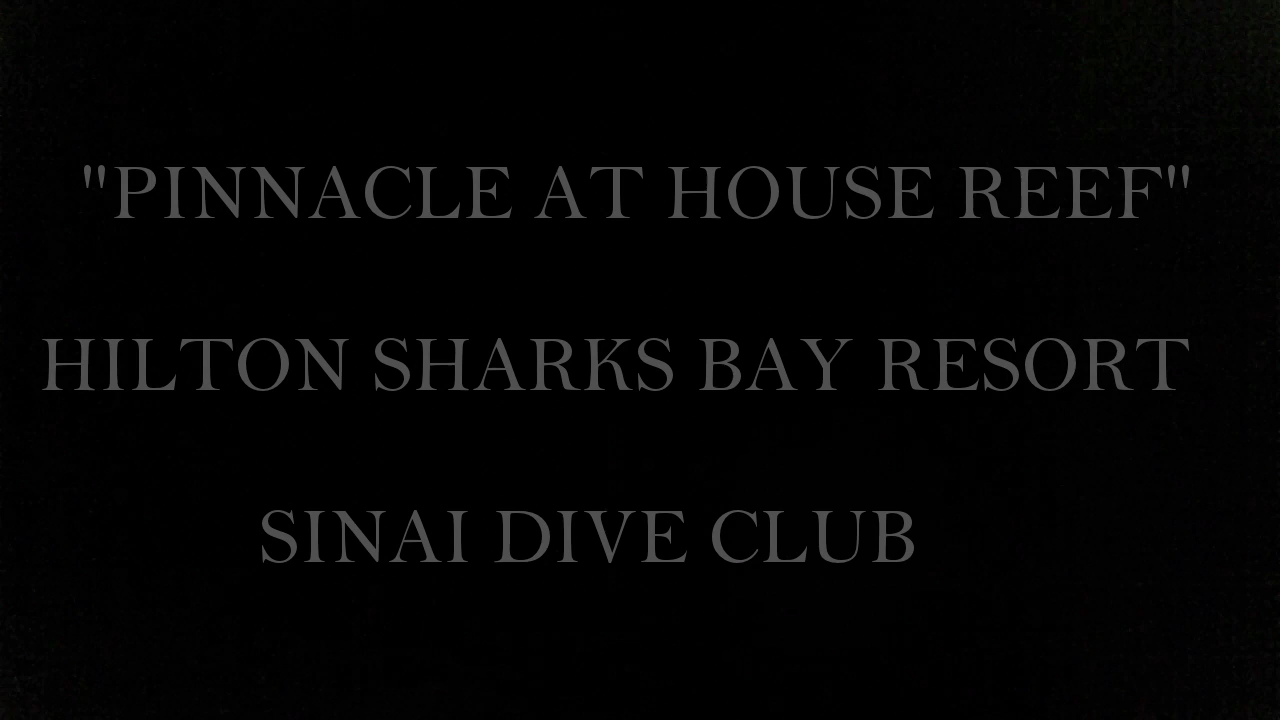 "PINNACLE AT HOUSE REEF"
HILTON SHARKS BAY RESORT
SINAI DIVE CLUB